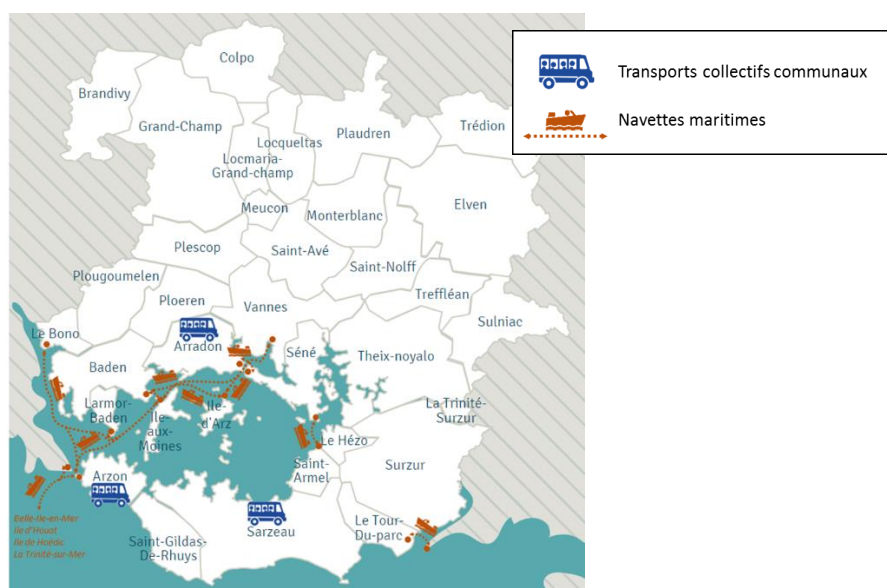 Transports collectifs communaux
Navettes maritimes
Colpo
Brandivy
Grand-Champ
Locqueltas
Plaudren
Trédion
Locmaria-
Grand-champ
Elven
Meucon
Monterblanc
Plescop
Saint-Avé
Saint-Nolff
Plougoumelen
Treffléan
Ploeren
Vannes
Sulniac
Le Bono
Arradon
Séné
Theix-noyalo
Baden
Larmor-
Baden
Ile-
aux-
Moines
Ile-
d'Arz
La Trinité-
Surzur
Le Hézo
Saint-
Armel
Surzur
Arzon
Sarzeau
Le Tour-
Du-parc
Saint-Gildas-
De-Rhuys
Belle-Ile-en-Mer
Ile d'Houat
Ile de Hoëdic
La Trinité-sur-Mer